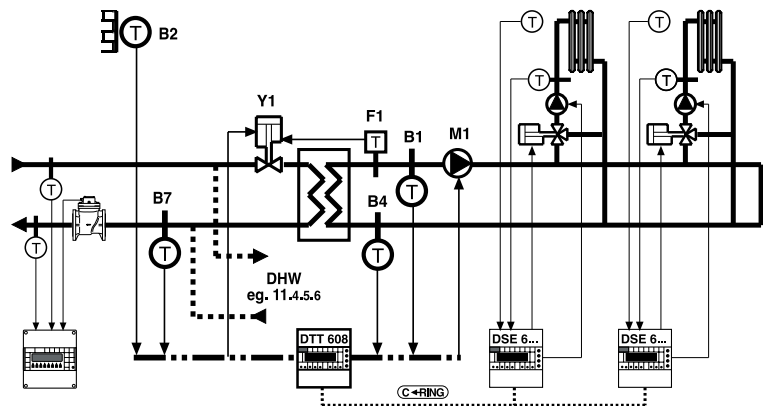 T
B2
T
T
Y1
F1
T
B1
M1
T
T
T
B7
T
B4
T
T
T
T
DHW
eg. 11.4.5.6
DTT 608
DSE 6...
DSE 6...
C RING